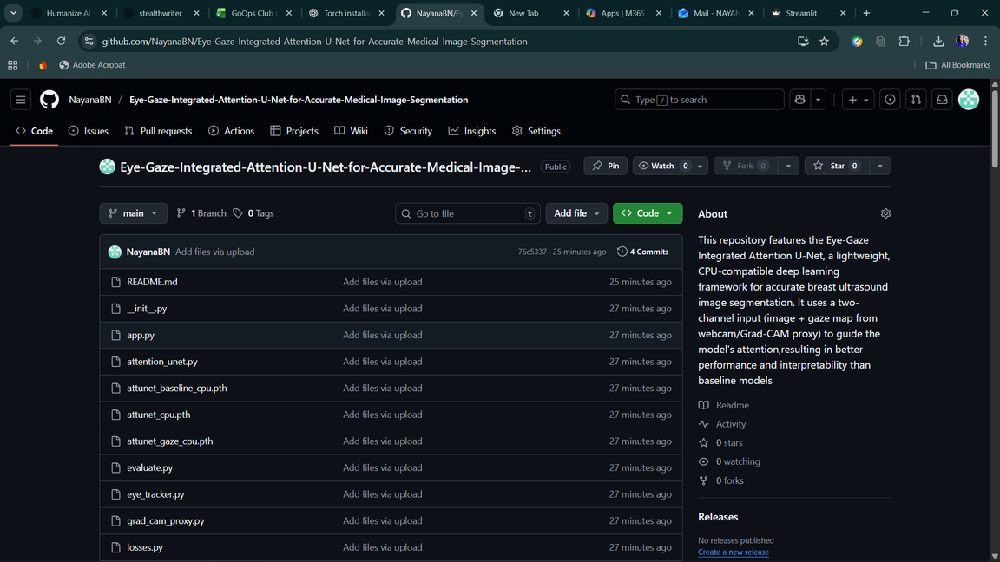 Humanize AI
stealthwriter
GoOps Club
Torch installa
NayanaBN/Ey
New Tab
Apps | M365
Mail - NAYAN
Streamlit
github.com/NayanaBN/Eye-Gaze-Integrated-Attention-U-Net-for-Accurate-Medical-Image-Segmentation
Adobe Acrobat
All Bookmarks
NayanaBN / Eye-Gaze-Integrated-Attention-U-Net-for-Accurate-Medical-Image-Segmentation
Type / to search
Code Issues Pull requests Actions Projects Wiki Security Insights Settings
Eye-Gaze-Integrated-Attention-U-Net-for-Accurate-Medical-Image-... Public
Pin Watch 0 Fork 0 Star 0
main 1 Branch 0 Tags Go to file t Add file Code
NayanaBN Add files via upload 76c5337 · 25 minutes ago 4 Commits
README.md Add files via upload 25 minutes ago
__init__.py Add files via upload 27 minutes ago
app.py Add files via upload 27 minutes ago
attention_unet.py Add files via upload 27 minutes ago
attunet_baseline_cpu.pth Add files via upload 27 minutes ago
attunet_cpu.pth Add files via upload 27 minutes ago
attunet_gaze_cpu.pth Add files via upload 27 minutes ago
evaluate.py Add files via upload 27 minutes ago
eye_tracker.py Add files via upload 27 minutes ago
grad_cam_proxy.py Add files via upload 27 minutes ago
losses.py Add files via upload 27 minutes ago
About
This repository features the Eye-Gaze
Integrated Attention U-Net, a lightweight,
CPU-compatible deep learning
framework for accurate breast ultrasound
image segmentation. It uses a two-
channel input (image + gaze map from
webcam/Grad-CAM proxy) to guide the
model's attention,resulting in better
performance and interpretability than
baseline models
Readme
Activity
0 stars
0 watching
0 forks
Releases
No releases published
Create a new release